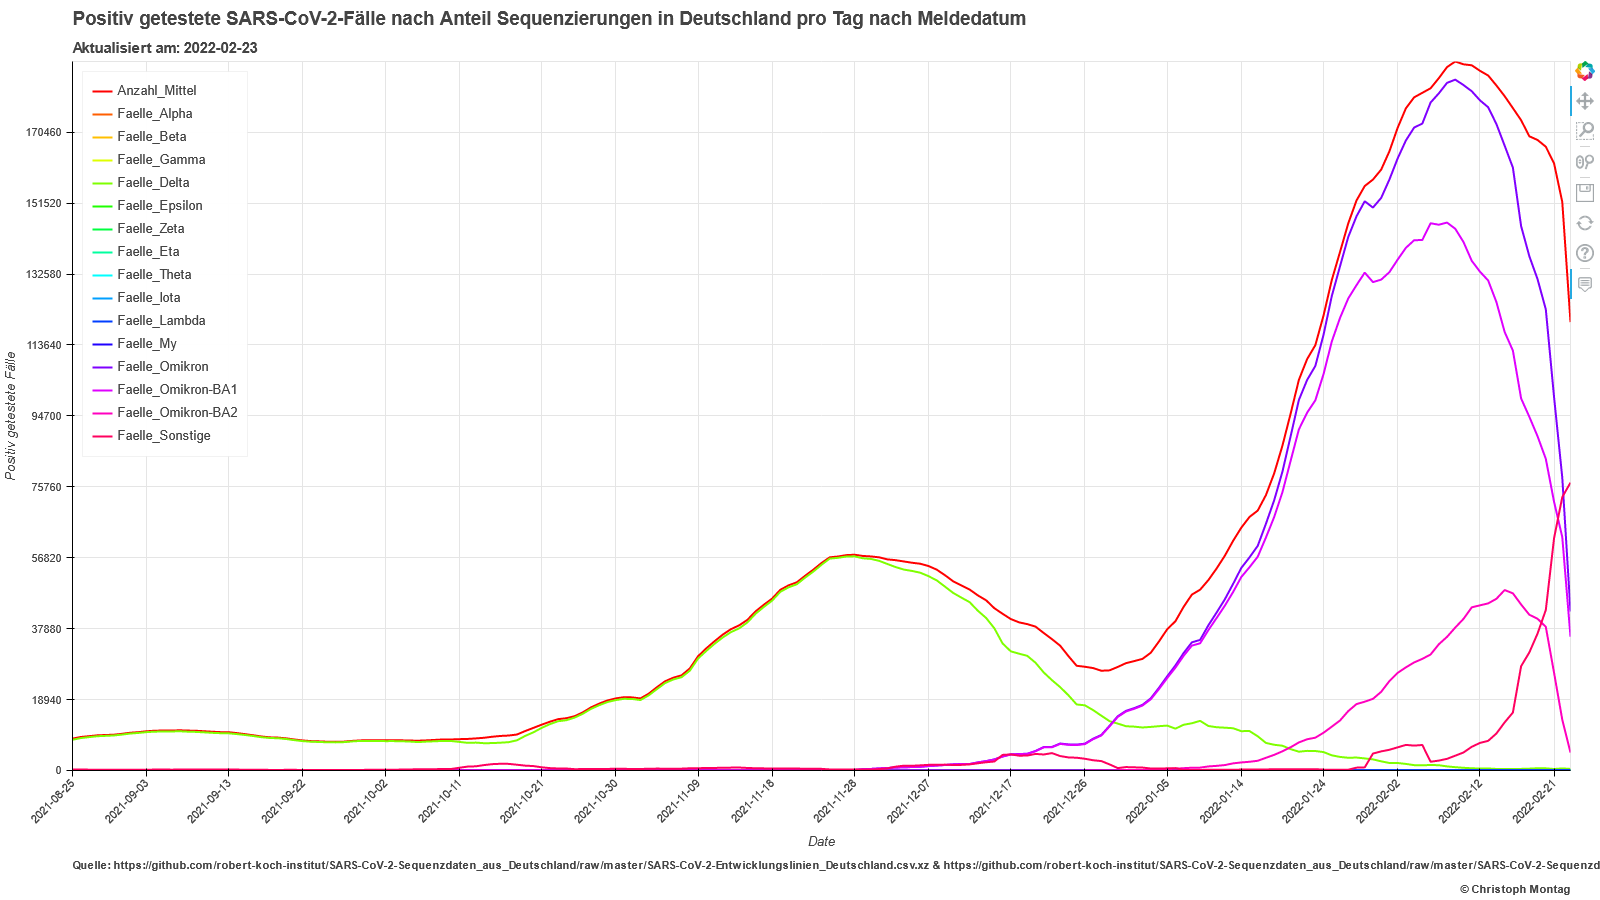 Positiv getestete SARS-CoV-2-Fälle nach Anteil Sequenzierungen in Deutschland pro Tag nach Meldedatum
Aktualisiert am: 2022-02-23
Anzahl_Mittel
Faelle_Alpha
Faelle_Beta
Faelle_Gamma
Faelle_Delta
Faelle_Epsilon
Faelle_Zeta
Faelle_Eta
Faelle_Theta
Faelle_Iota
Faelle_Lambda
Faelle_My
Faelle_Omikron
Faelle_Omikron-BA1
Faelle_Omikron-BA2
Faelle_Sonstige
Positiv getestete Fälle
170460
151520
132580
113640
94700
75760
56820
37880
18940
0
2021-08-25
2021-09-03
2021-09-13
2021-09-22
2021-10-02
2021-10-11
2021-10-21
2021-10-30
2021-11-09
2021-11-18
2021-11-28
2021-12-07
2021-12-17
2021-12-26
2022-01-05
2022-01-14
2022-01-24
2022-02-02
2022-02-12
2022-02-21
Date
Quelle: https://github.com/robert-koch-institut/SARS-CoV-2-Sequenzdaten_aus_Deutschland/raw/master/SARS-CoV-2-Entwicklungslinien_Deutschland.csv.xz & https://github.com/robert-koch-institut/SARS-CoV-2-Sequenzdaten_aus_Deutschland/raw/master/SARS-CoV-2-Sequenzd
© Christoph Montag